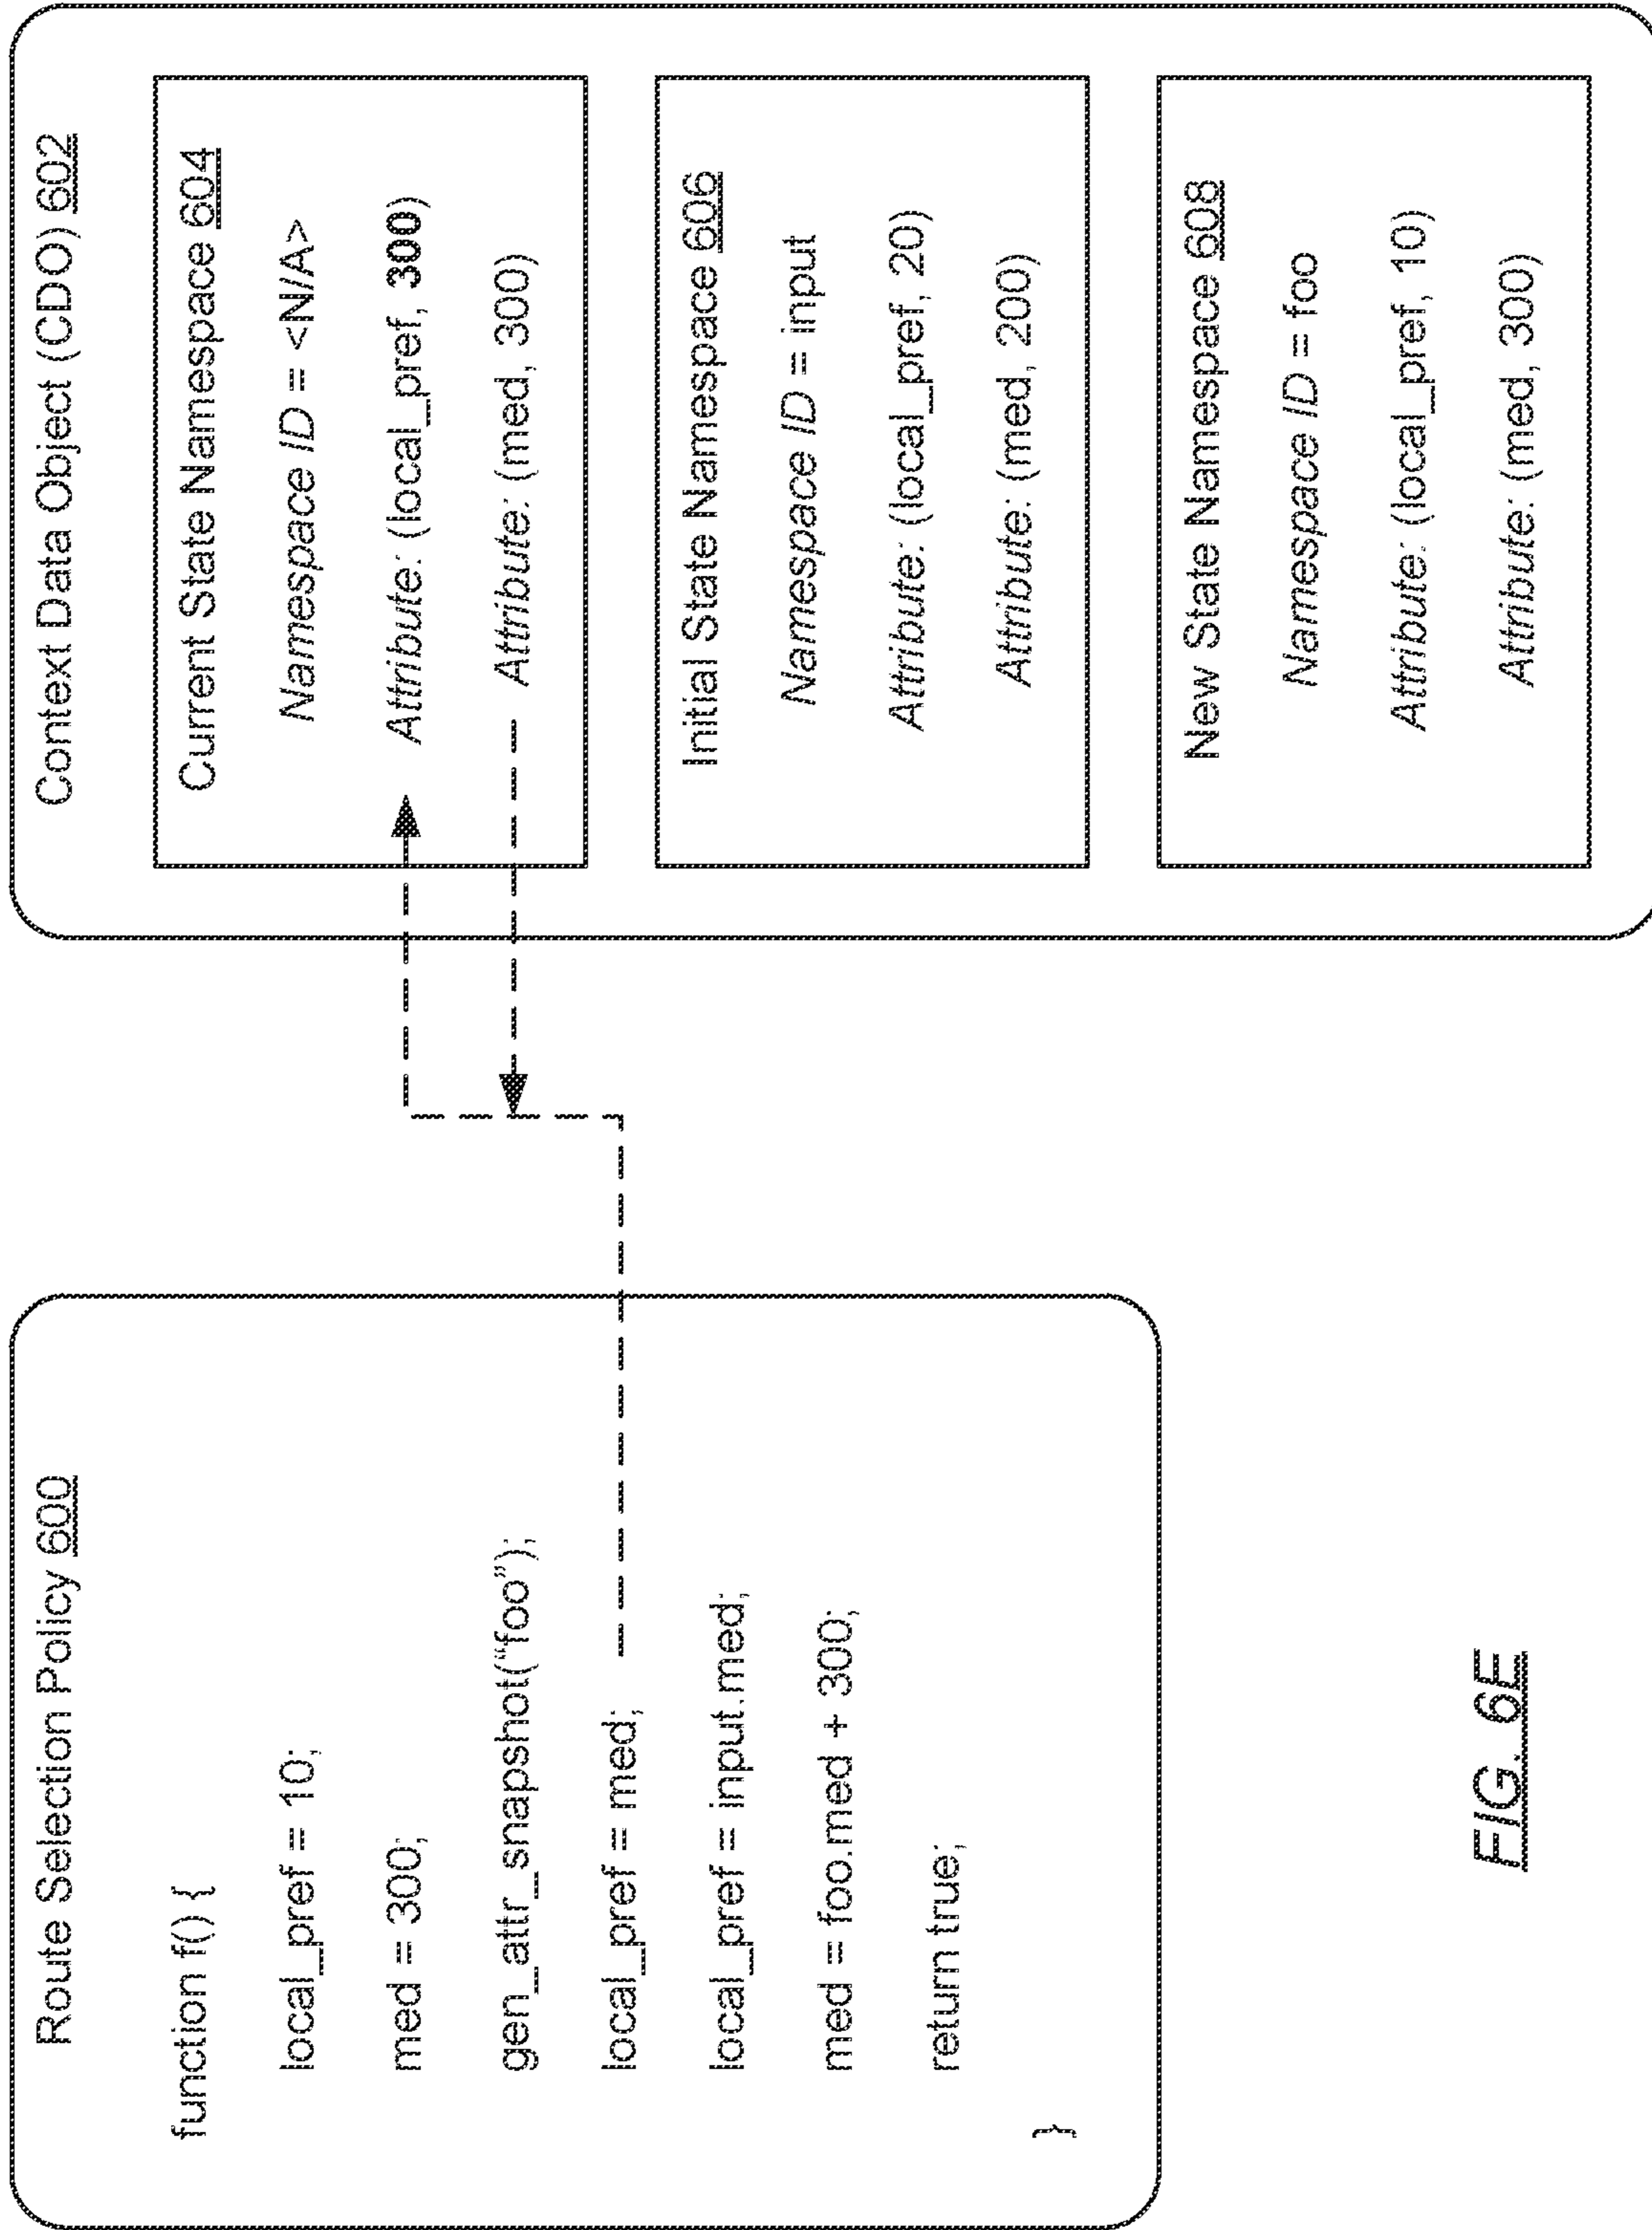 Route Selection Policy 600
function f() {
local_pref = 10;
med = 300;
gen_attr_snapshot("foo");
local_pref = med;
local_pref = input.med;
med = foo.med + 300;
return true;
}
Context Data Object (CDO) 602
Current State Namespace 604
Namespace ID = <N/A>
Attribute: (local_pref, 300)
Attribute: (med, 300)
Initial State Namespace 606
Namespace ID = input
Attribute: (local_pref, 20)
Attribute: (med, 200)
New State Namespace 608
Namespace ID = foo
Attribute: (local_pref, 10)
Attribute: (med, 300)
FIG. 6E